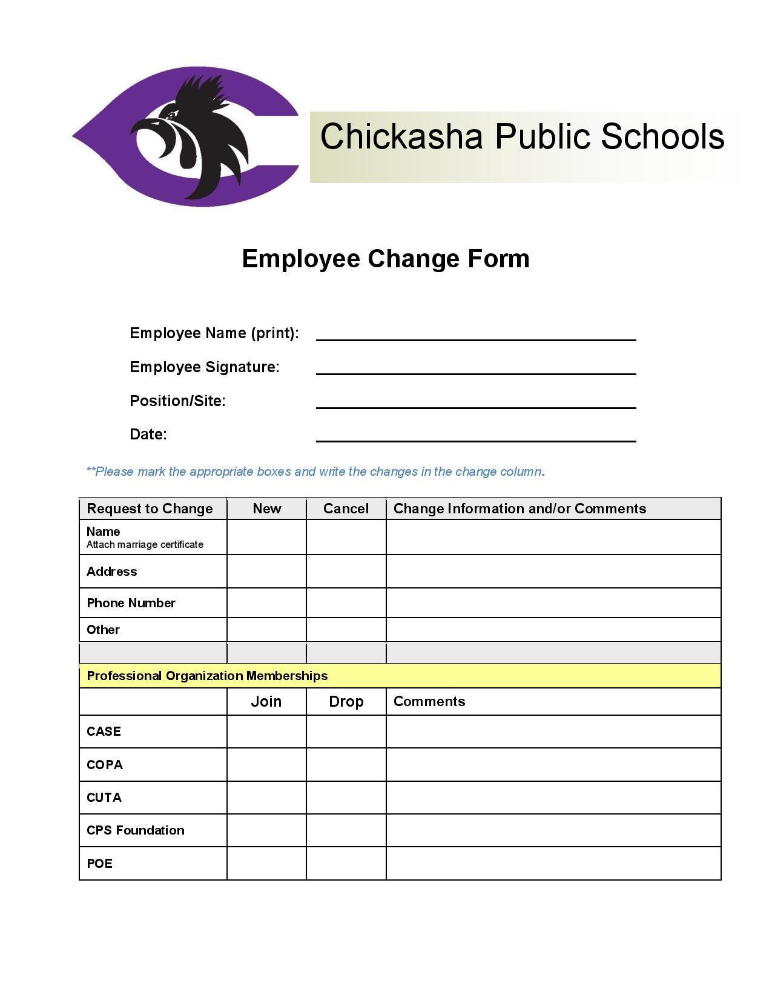 Chickasha Public Schools
Employee Change Form
Employee Name (print):
Employee Signature:
Position/Site:
Date:
**Please mark the appropriate boxes and write the changes in the change column.
Request to Change New Cancel Change Information and/or Comments
Name
Attach marriage certificate
Address
Phone Number
Other
Professional Organization Memberships
Join Drop Comments
CASE
COPA
CUTA
CPS Foundation
POE